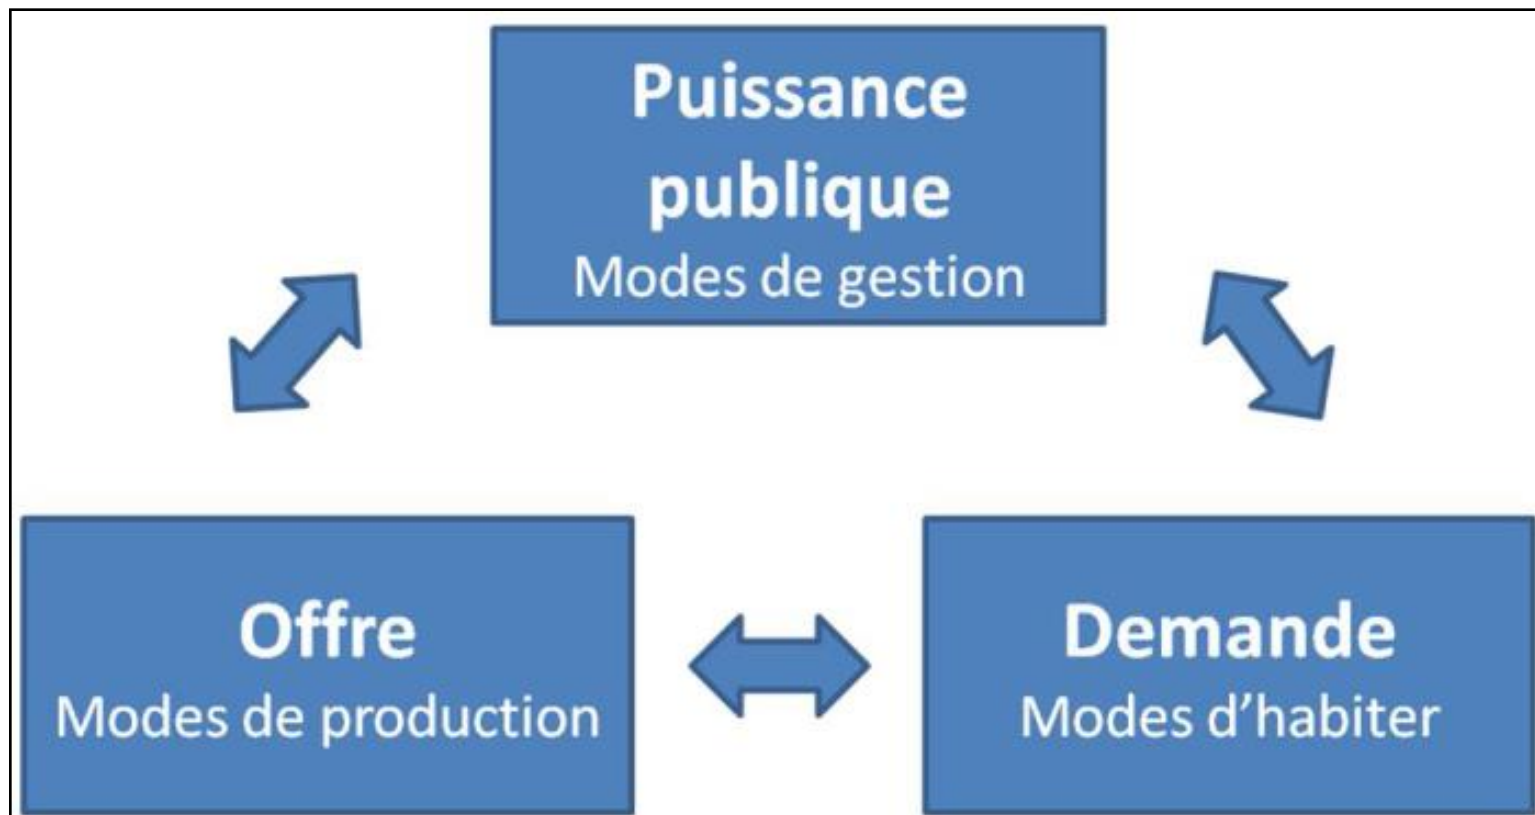 Puissance
publique
Modes de gestion
Offre
Modes de production
Demande
Modes d'habiter